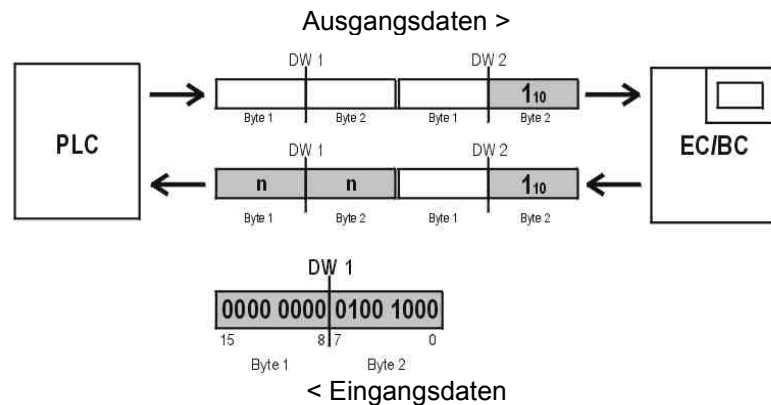 Ausgangsdaten >
DW 1 DW 2
1₁₀
Byte 1 Byte 2 Byte 1 Byte 2
PLC EC/BC
DW 1 DW 2
n n 1₁₀
Byte 1 Byte 2 Byte 1 Byte 2
DW 1
0000 0000 0100 1000
15 8 7 0
Byte 1 Byte 2
< Eingangsdaten